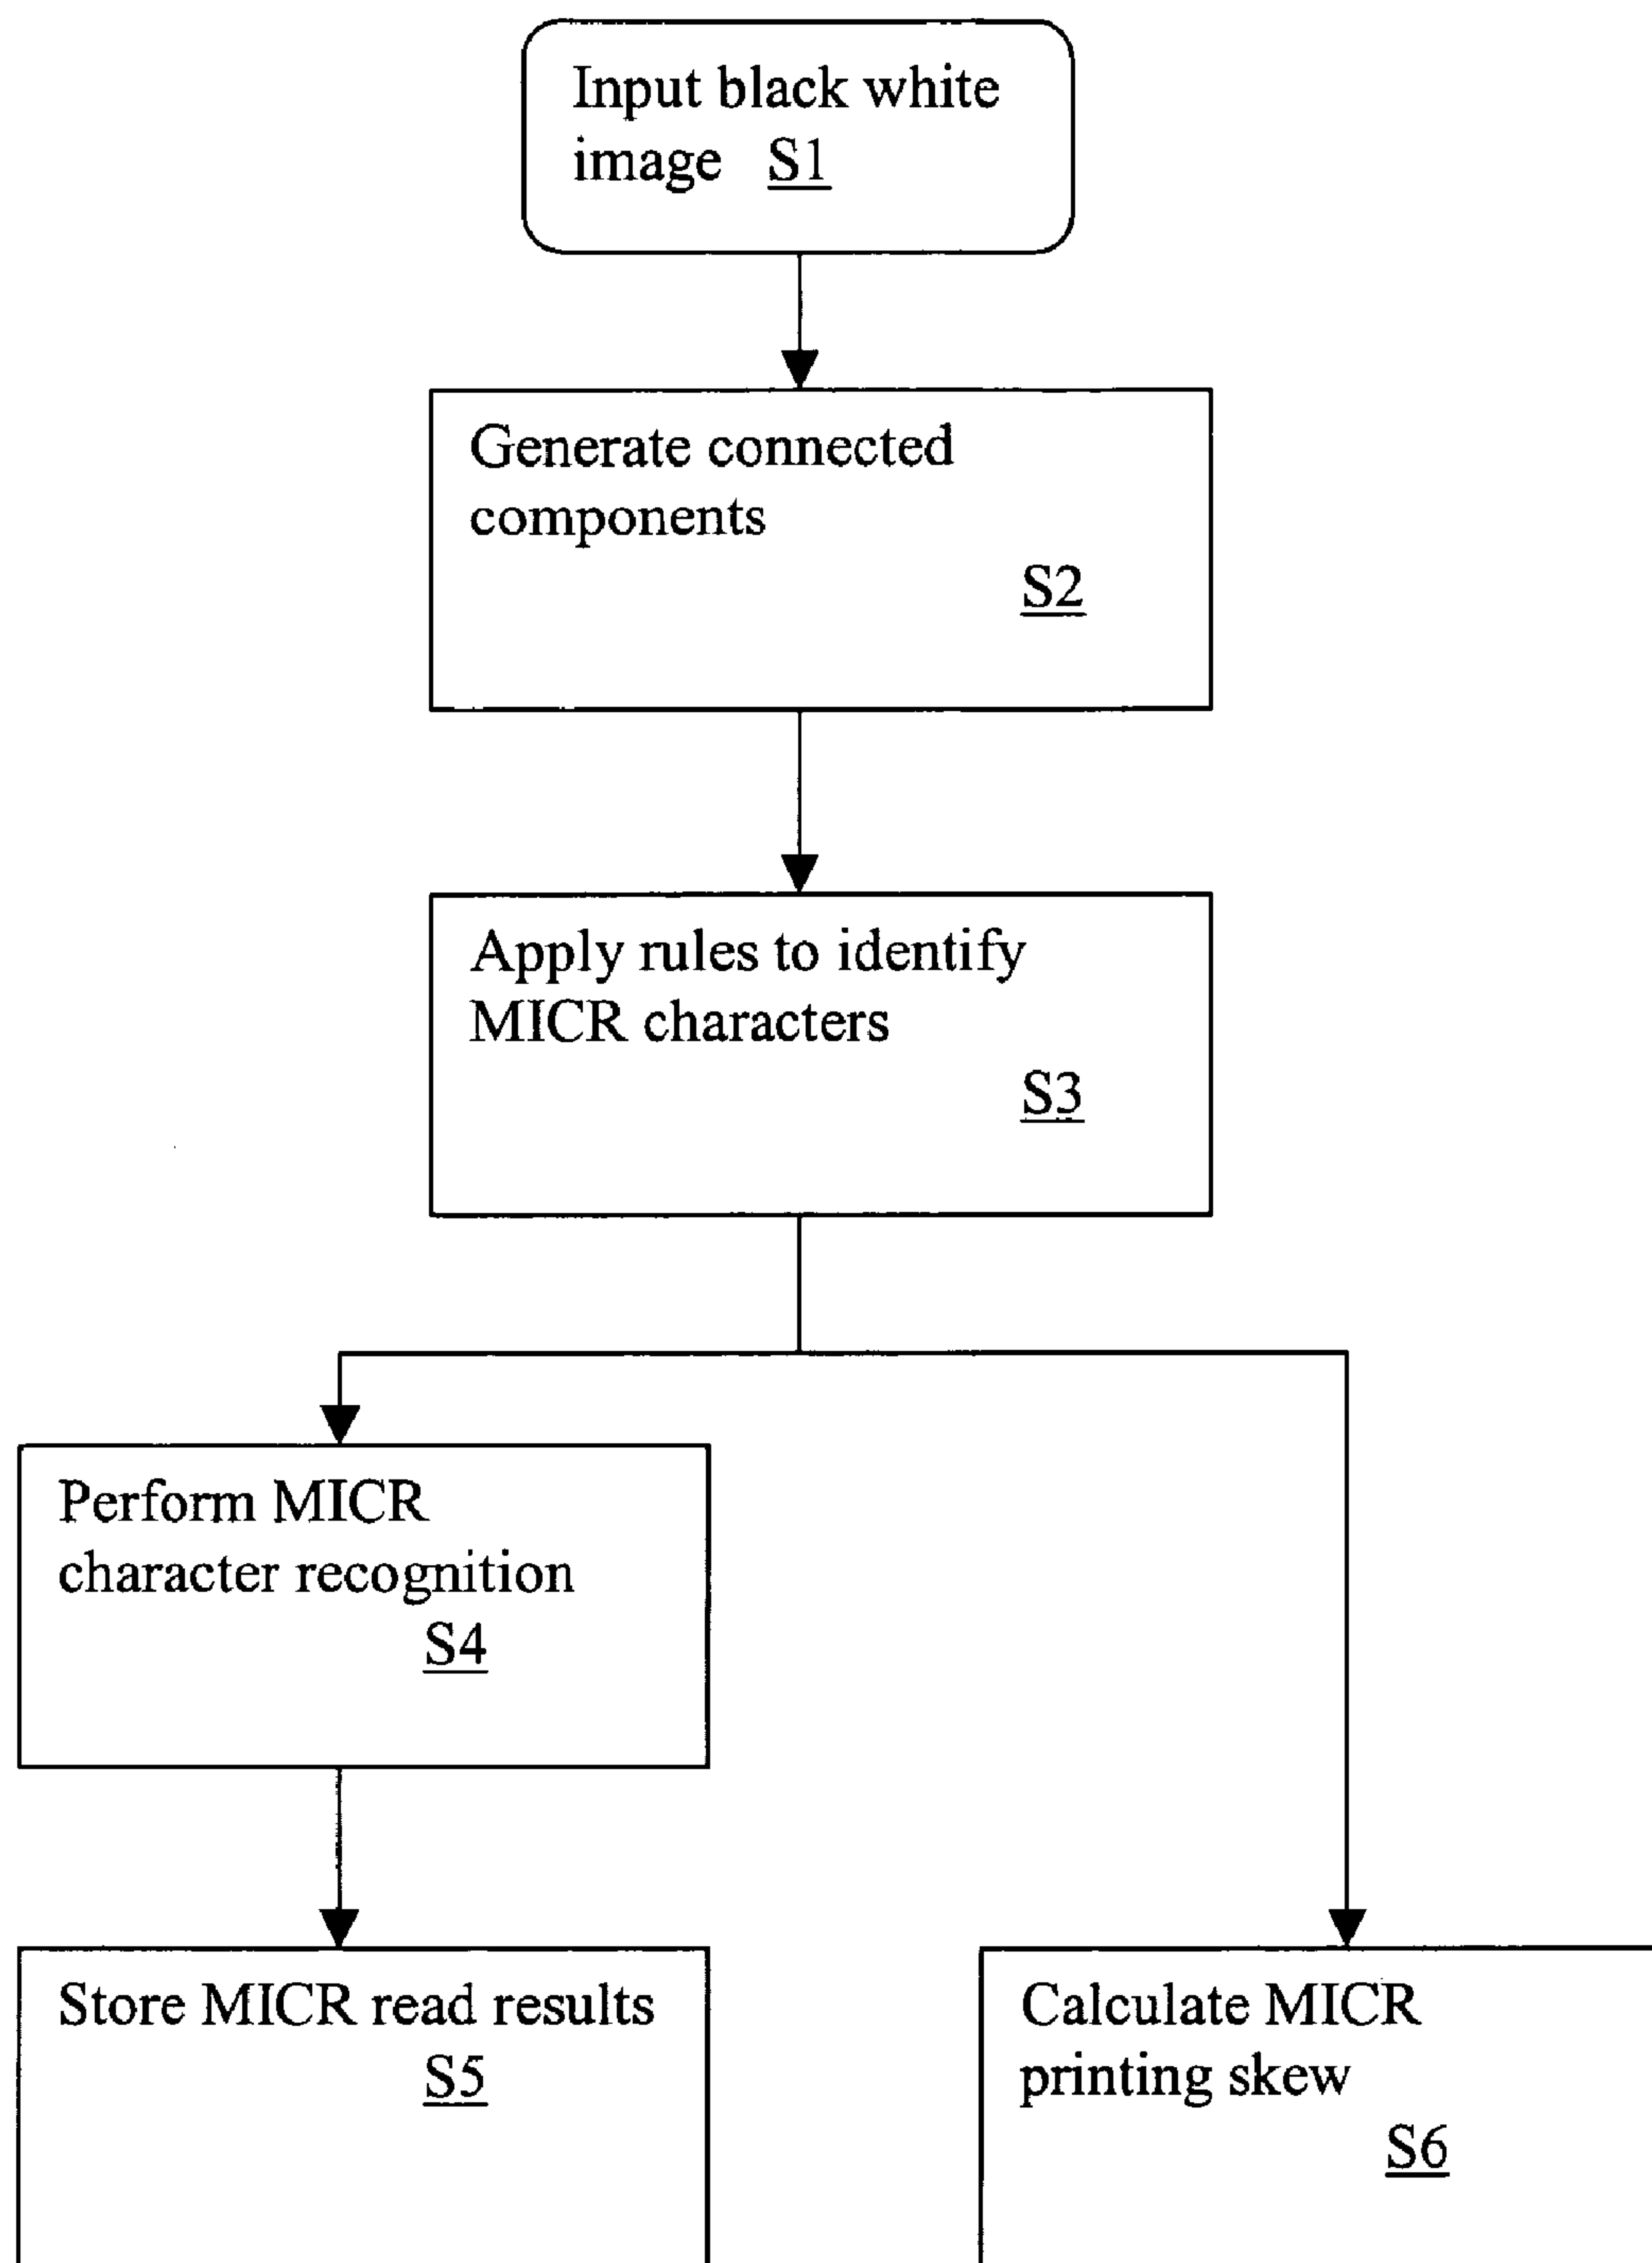 Input black white
image S1
Generate connected
components
S2
Apply rules to identify
MICR characters
S3
Perform MICR
character recognition
S4
Store MICR read results
S5
Calculate MICR
printing skew
S6